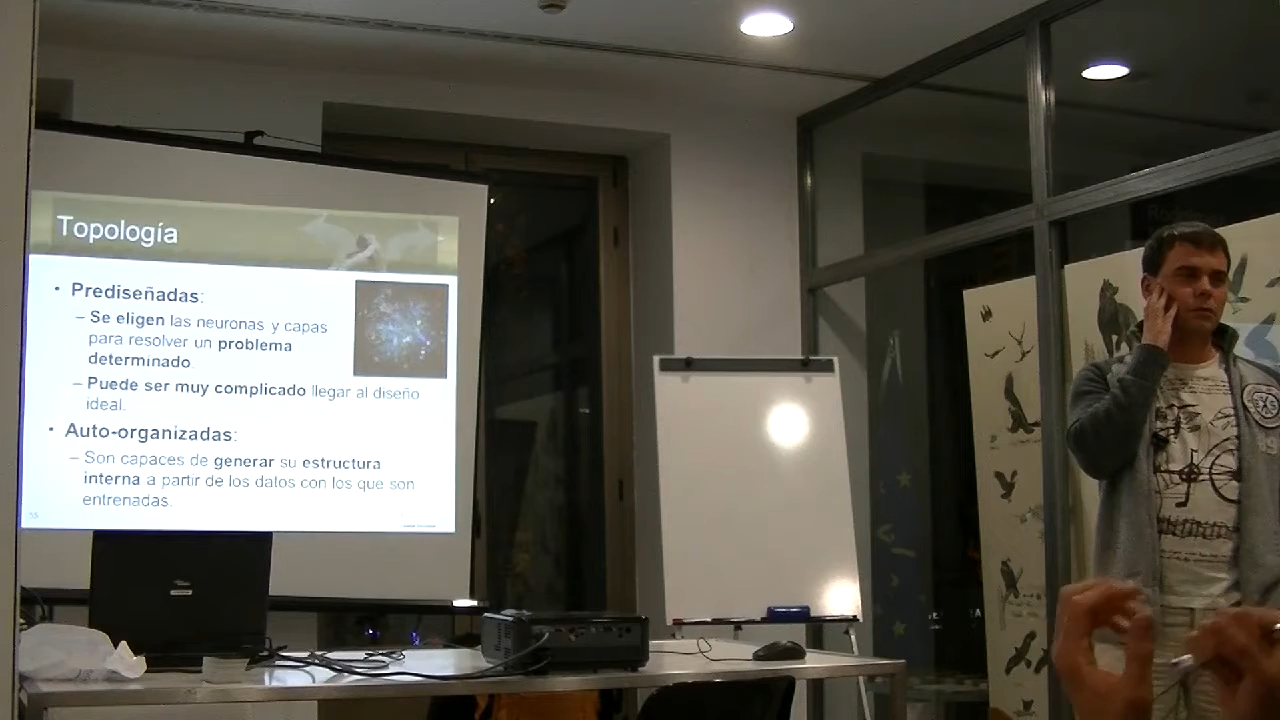 Topología
• Prediseñadas:
– Se eligen las neuronas y capas
para resolver un problema
determinado.
– Puede ser muy complicado llegar al diseño
ideal.
• Auto-organizadas:
– Son capaces de generar su estructura
interna a partir de los datos con los que son
entrenadas.
55